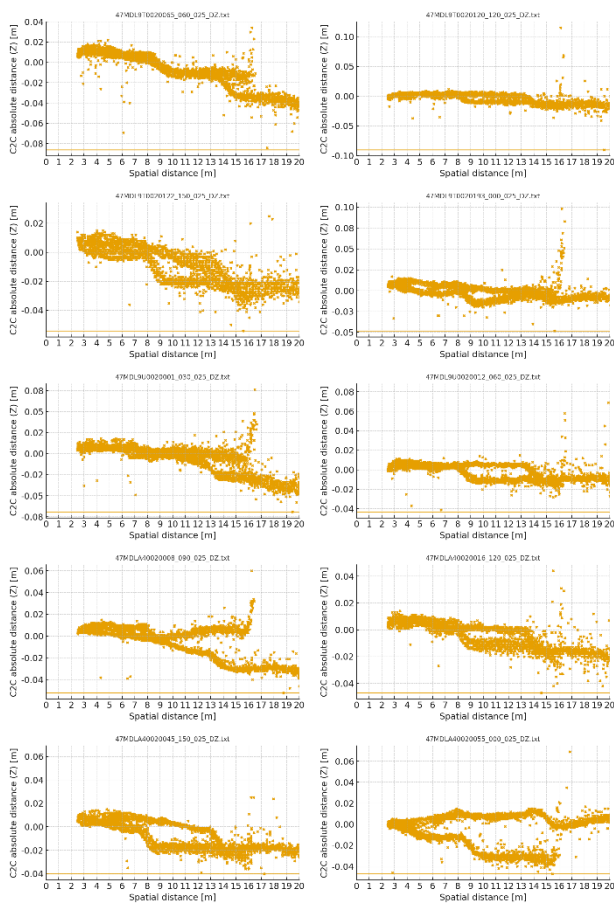 47MDL9T0020065_060_025_DZ.txt
C2C absolute distance (Z) [m]
0.04
0.02
0.00
-0.02
-0.04
-0.06
-0.08
0 1 2 3 4 5 6 7 8 9 10 11 12 13 14 15 16 17 18 19 20
Spatial distance [m]
47MDL9T0020120_120_025_DZ.txt
C2C absolute distance (Z) [m]
0.10
0.05
0.00
-0.05
-0.10
0 1 2 3 4 5 6 7 8 9 10 11 12 13 14 15 16 17 18 19 20
Spatial distance [m]
47MDL9T0020122_150_025_DZ.txt
C2C absolute distance (Z) [m]
0.02
0.00
-0.02
-0.04
0 1 2 3 4 5 6 7 8 9 10 11 12 13 14 15 16 17 18 19 20
Spatial distance [m]
47MDL9T0020193_000_025_DZ.txt
C2C absolute distance (Z) [m]
0.10
0.08
0.05
0.02
0.00
-0.03
-0.05
0 1 2 3 4 5 6 7 8 9 10 11 12 13 14 15 16 17 18 19 20
Spatial distance [m]
47MDL9U0020001_030_025_DZ.txt
C2C absolute distance (Z) [m]
0.08
0.05
0.02
0.00
-0.02
-0.05
-0.08
0 1 2 3 4 5 6 7 8 9 10 11 12 13 14 15 16 17 18 19 20
Spatial distance [m]
47MDL9U0020012_060_025_DZ.txt
C2C absolute distance (Z) [m]
0.08
0.06
0.04
0.02
0.00
-0.02
-0.04
0 1 2 3 4 5 6 7 8 9 10 11 12 13 14 15 16 17 18 19 20
Spatial distance [m]
47MDLA40020008_090_025_DZ.txt
C2C absolute distance (Z) [m]
0.06
0.04
0.02
0.00
-0.02
-0.04
0 1 2 3 4 5 6 7 8 9 10 11 12 13 14 15 16 17 18 19 20
Spatial distance [m]
47MDLA40020016_120_025_DZ.txt
C2C absolute distance (Z) [m]
0.04
0.02
0.00
-0.02
-0.04
0 1 2 3 4 5 6 7 8 9 10 11 12 13 14 15 16 17 18 19 20
Spatial distance [m]
47MDLA40020045_150_025_DZ.txt
C2C absolute distance (Z) [m]
0.06
0.04
0.02
0.00
-0.02
-0.04
0 1 2 3 4 5 6 7 8 9 10 11 12 13 14 15 16 17 18 19 20
Spatial distance [m]
47MDLA40020055_000_025_DZ.txt
C2C absolute distance (Z) [m]
0.06
0.04
0.02
0.00
-0.02
-0.04
0 1 2 3 4 5 6 7 8 9 10 11 12 13 14 15 16 17 18 19 20
Spatial distance [m]